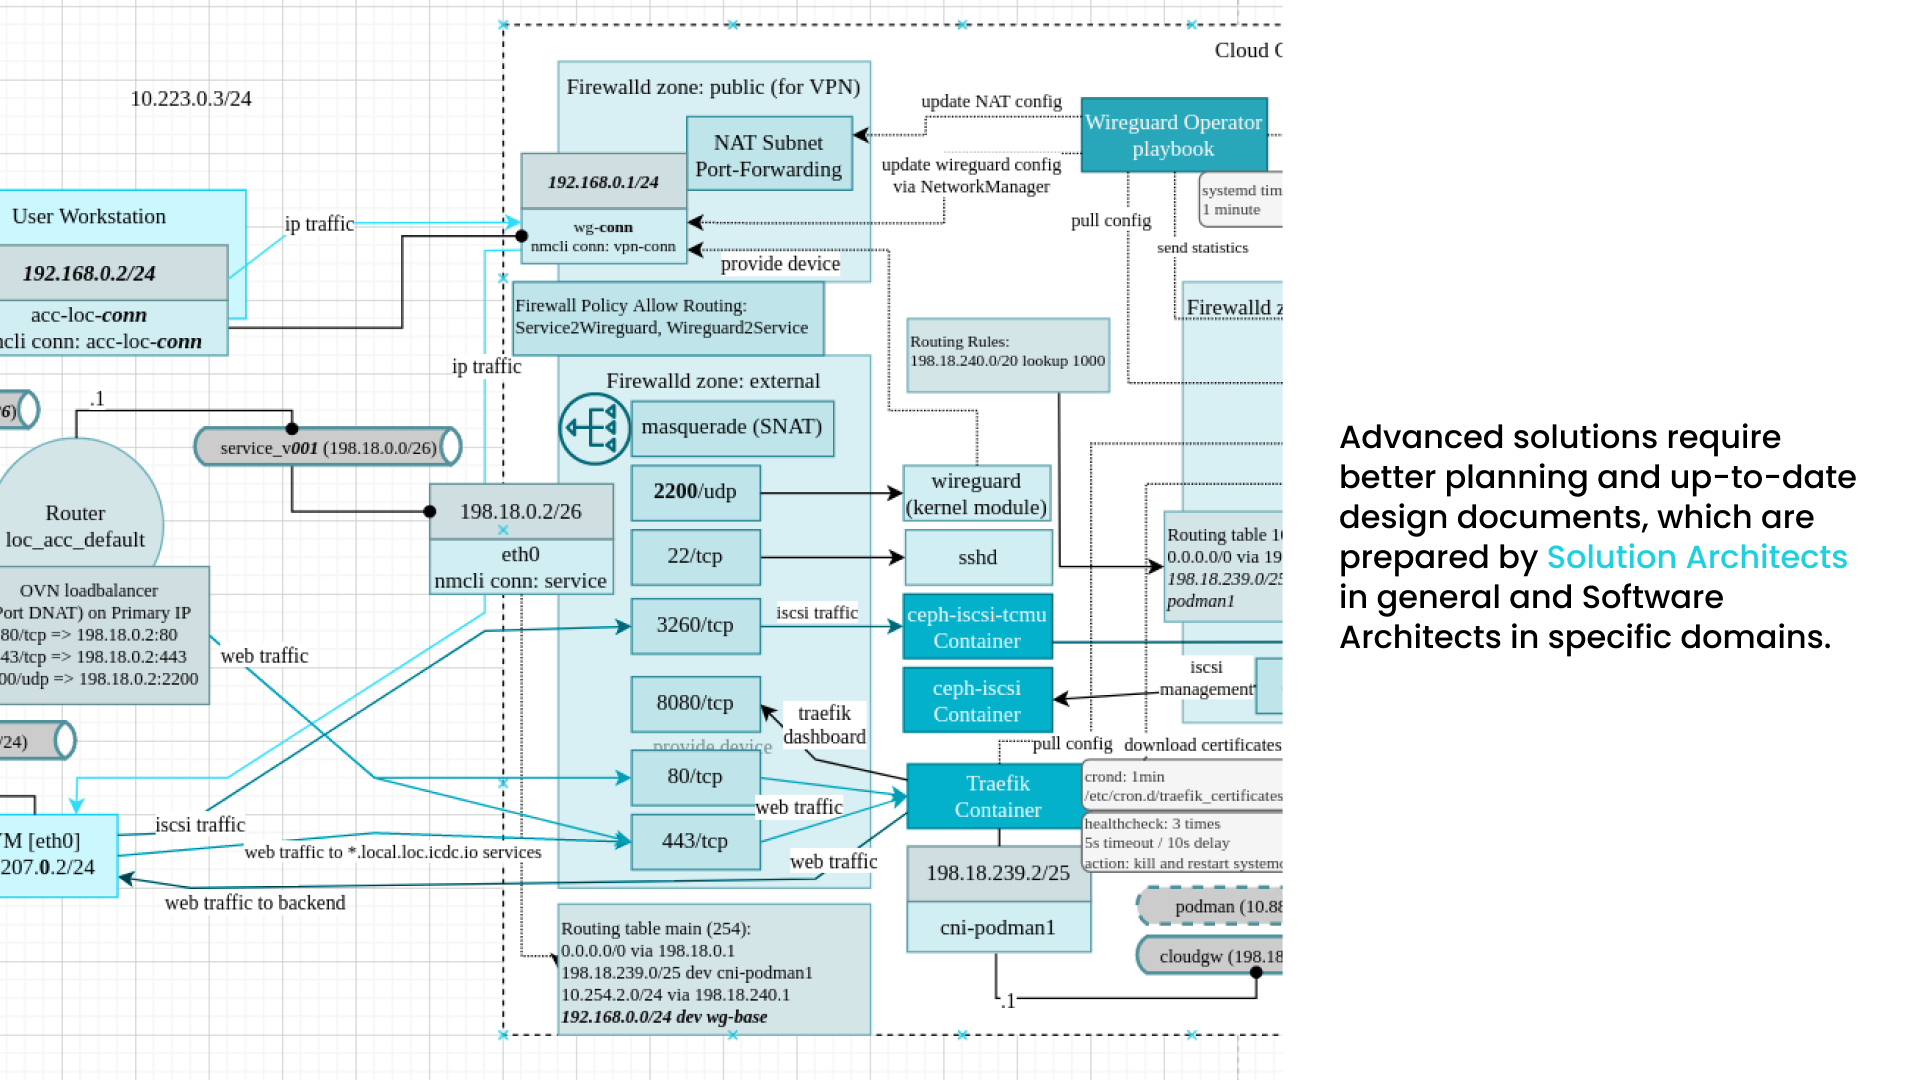 Cloud
10.223.0.3/24
Firewalld zone: public (for VPN)
NAT Subnet
Port-Forwarding
192.168.0.1/24
wg-conn
nmcli conn: vpn-conn
update NAT config
Wireguard Operator
playbook
update wireguard config
via NetworkManager
systemd tim
1 minute
pull config
send statistics
provide device
User Workstation
192.168.0.2/24
acc-loc-conn
cli conn: acc-loc-conn
ip traffic
Firewall Policy Allow Routing:
Service2Wireguard, Wireguard2Service
Firewalld z
Routing Rules:
198.18.240.0/20 lookup 1000
ip traffic
Firewalld zone: external
masquerade (SNAT)
6)
.1
service_v001 (198.18.0.0/26)
Router
loc_acc_default
198.18.0.2/26
eth0
nmcli conn: service
2200/udp
wireguard
(kernel module)
22/tcp
sshd
Routing table 10
0.0.0.0/0 via 19
198.18.239.0/25
podman1
OVN loadbalancer
Port DNAT) on Primary IP
80/tcp => 198.18.0.2:80
43/tcp => 198.18.0.2:443
00/udp => 198.18.0.2:2200
web traffic
3260/tcp
iscsi traffic
ceph-iscsi-tcmu
Container
iscsi
management
ceph-iscsi
Container
8080/tcp
traefik
dashboard
provide device
pull config
download certificates
/24)
80/tcp
web traffic
Traefik
Container
crond: 1min
/etc/cron.d/traefik_certificates
healthcheck: 3 times
5s timeout / 10s delay
action: kill and restart systemd
443/tcp
web traffic
M [eth0]
207.0.2/24
iscsi traffic
web traffic to *.local.loc.icdc.io services
web traffic to backend
198.18.239.2/25
cni-podman1
podman (10.88
cloudgw (198.18
.1
Routing table main (254):
0.0.0.0/0 via 198.18.0.1
198.18.239.0/25 dev cni-podman1
10.254.2.0/24 via 198.18.240.1
192.168.0.0/24 dev wg-base
Advanced solutions require
better planning and up-to-date
design documents, which are
prepared by Solution Architects
in general and Software
Architects in specific domains.